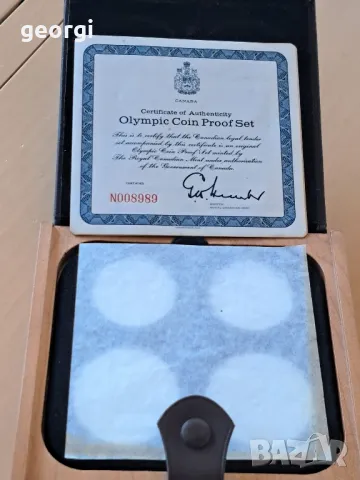 georgi
CANADA
Certificate of Authenticity
Olympic Coin Proof Set
This is to certify that the Canadian legal tender
set accompanied by this certificate is an original
Olympic Coin Proof Set minted by
The Royal Canadian Mint under authorization
of the Government of Canada.
N008989
BAZAR